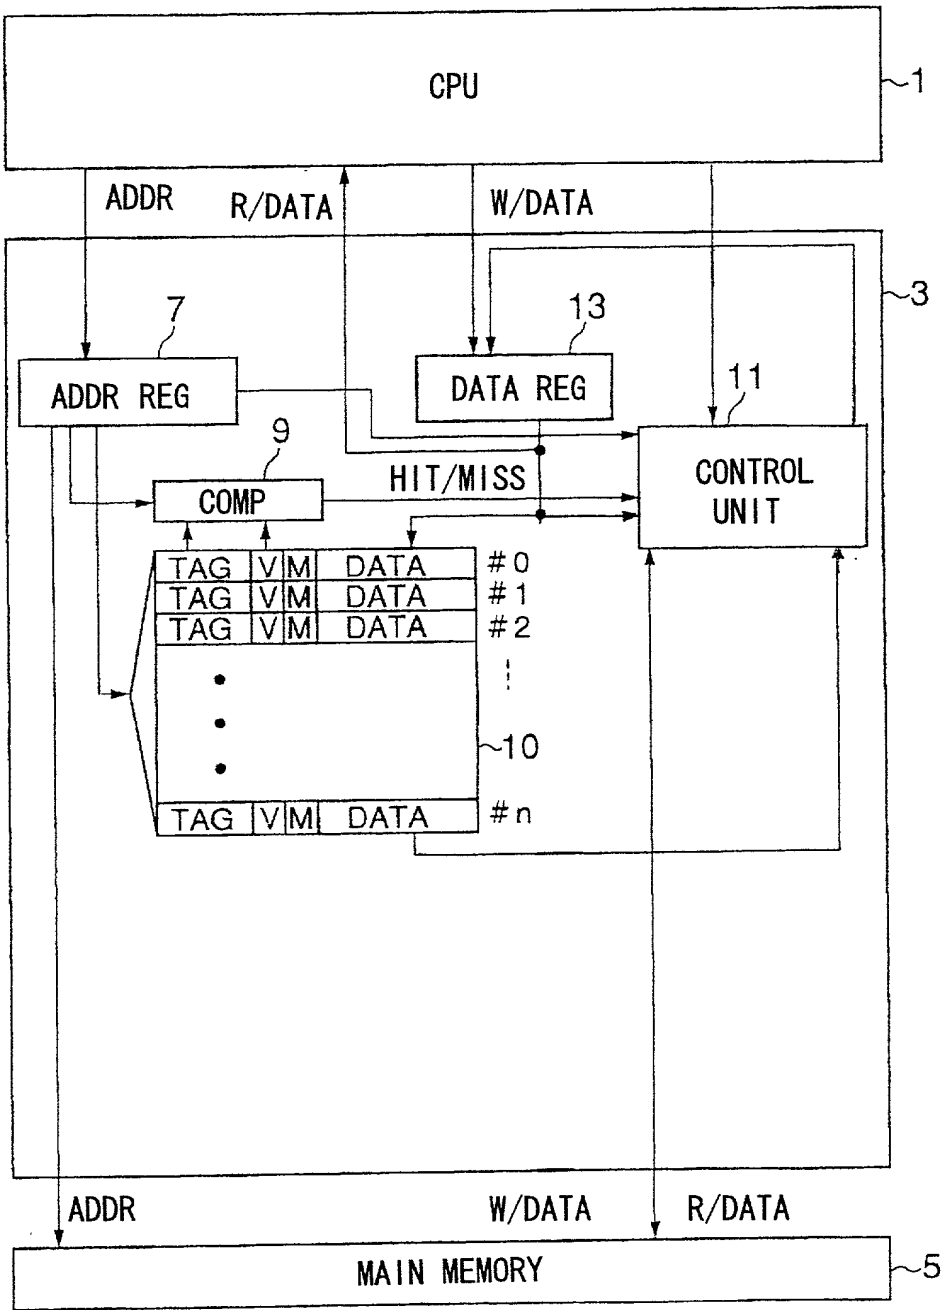 CPU
1
ADDR
R/DATA
W/DATA
3
7
13
ADDR REG
DATA REG
11
9
HIT/MISS
COMP
CONTROL
UNIT
TAG V M DATA #0
TAG V M DATA #1
TAG V M DATA #2
10
TAG V M DATA #n
ADDR
W/DATA
R/DATA
MAIN MEMORY
5